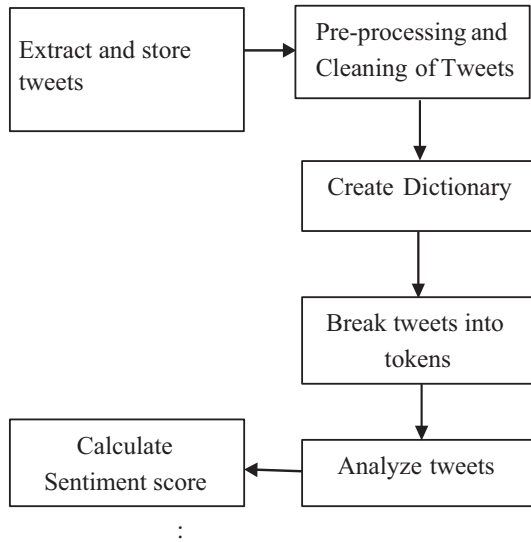 Extract and store
tweets
Pre-processing and
Cleaning of Tweets
Create Dictionary
Break tweets into
tokens
Analyze tweets
Calculate
Sentiment score
: